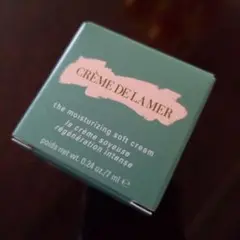 CRÈME DE LA MER
the moisturizing soft cream
la crème soyeuse
régénération intense
poids net wt. 0.24 oz/7 ml ℮